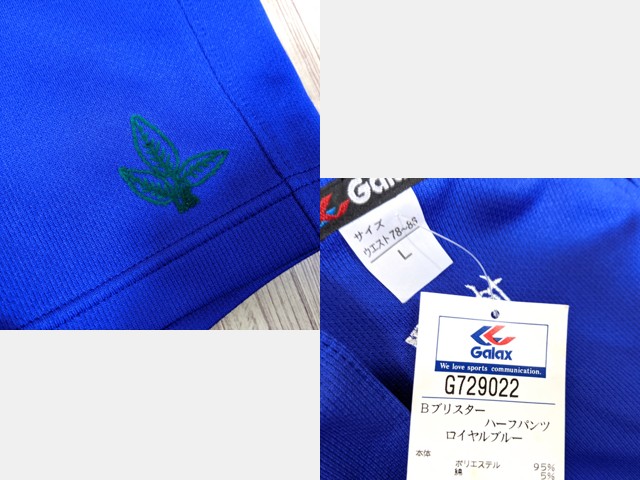 Galax
サイズ
ウエスト78~83
L
Galax
We love sports communication.
G729022
Bブリスター
ハーフパンツ
ロイヤルブルー
本体
ポリエステル 95%
綿 5%